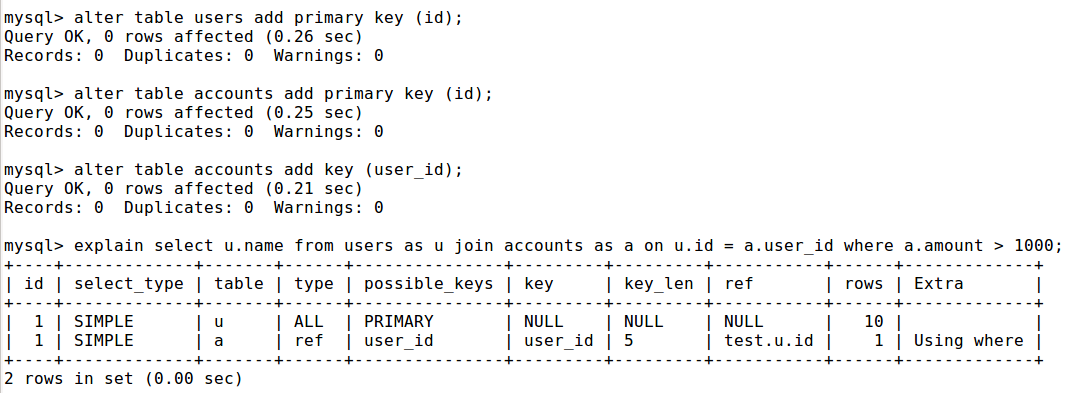 mysql> alter table users add primary key (id);
Query OK, 0 rows affected (0.26 sec)
Records: 0  Duplicates: 0  Warnings: 0

mysql> alter table accounts add primary key (id);
Query OK, 0 rows affected (0.25 sec)
Records: 0  Duplicates: 0  Warnings: 0

mysql> alter table accounts add key (user_id);
Query OK, 0 rows affected (0.21 sec)
Records: 0  Duplicates: 0  Warnings: 0

mysql> explain select u.name from users as u join accounts as a on u.id = a.user_id where a.amount > 1000;
+----+-------------+-------+------+---------------+---------+---------+-----------+------+-------------+
| id | select_type | table | type | possible_keys | key     | key_len | ref       | rows | Extra       |
+----+-------------+-------+------+---------------+---------+---------+-----------+------+-------------+
|  1 | SIMPLE      | u     | ALL  | PRIMARY       | NULL    | NULL    | NULL      |   10 |             |
|  1 | SIMPLE      | a     | ref  | user_id       | user_id | 5       | test.u.id |    1 | Using where |
+----+-------------+-------+------+---------------+---------+---------+-----------+------+-------------+
2 rows in set (0.00 sec)